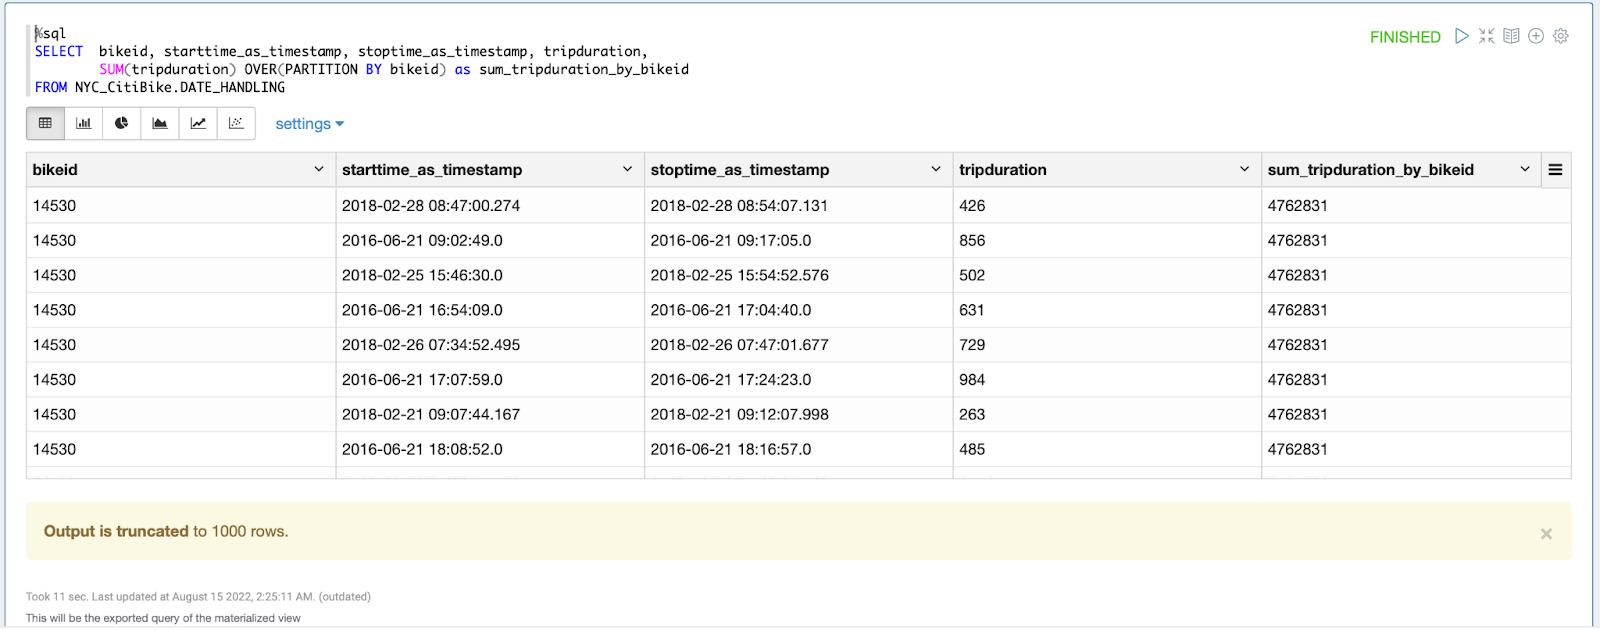 %sql
SELECT bikeid, starttime_as_timestamp, stoptime_as_timestamp, tripduration,
SUM(tripduration) OVER(PARTITION BY bikeid) as sum_tripduration_by_bikeid
FROM NYC_CitiBike.DATE_HANDLING
FINISHED
settings
bikeid starttime_as_timestamp stoptime_as_timestamp tripduration sum_tripduration_by_bikeid
14530 2018-02-28 08:47:00.274 2018-02-28 08:54:07.131 426 4762831
14530 2016-06-21 09:02:49.0 2016-06-21 09:17:05.0 856 4762831
14530 2018-02-25 15:46:30.0 2018-02-25 15:54:52.576 502 4762831
14530 2016-06-21 16:54:09.0 2016-06-21 17:04:40.0 631 4762831
14530 2018-02-26 07:34:52.495 2018-02-26 07:47:01.677 729 4762831
14530 2016-06-21 17:07:59.0 2016-06-21 17:24:23.0 984 4762831
14530 2018-02-21 09:07:44.167 2018-02-21 09:12:07.998 263 4762831
14530 2016-06-21 18:08:52.0 2016-06-21 18:16:57.0 485 4762831
Output is truncated to 1000 rows.
Took 11 sec. Last updated at August 15 2022, 2:25:11 AM. (outdated)
This will be the exported query of the materialized view